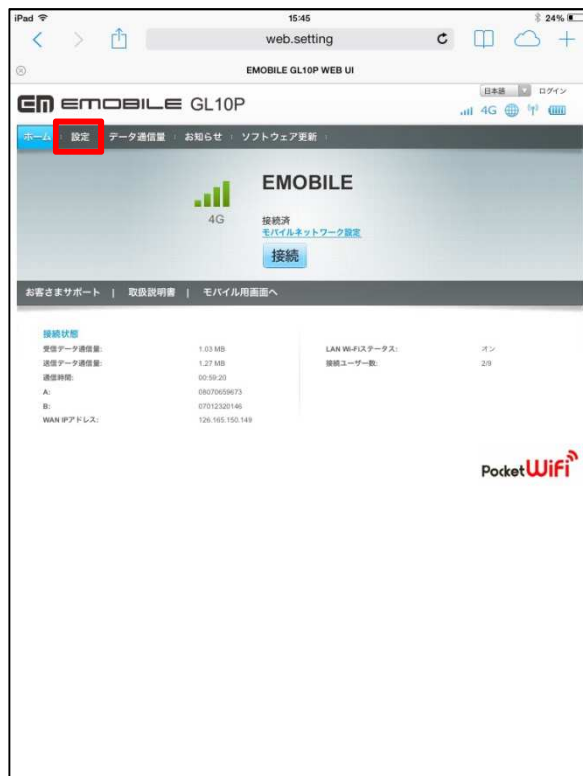 iPad 15:45 24%
web.setting
EMOBILE GL10P WEB UI
EM EMOBILE GL10P
日本語 ログイン
4G
ホーム 設定 データ通信量 お知らせ ソフトウェア更新
EMOBILE
4G
接続済
モバイルネットワーク設定
接続
お客さまサポート | 取扱説明書 | モバイル用画面へ
接続状態
受信データ通信量: 1.03 MB LAN Wi-Fiステータス: オン
送信データ通信量: 1.27 MB 接続ユーザー数: 2/9
通信時間: 00:59:20
A: 08070659673
B: 07012320146
WAN IPアドレス: 126.165.150.149
Pocket WiFi